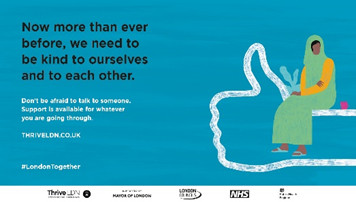 Now more than ever
before, we need to
be kind to ourselves
and to each other.
Don't be afraid to talk to someone.
Support is available for whatever
you are going through.
THRIVELDN.CO.UK
#LondonTogether
Thrive LDN
MAYOR OF LONDON
LONDON
NHS